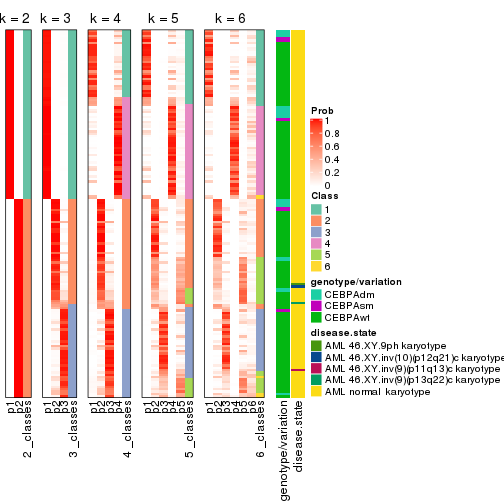 k = 2
k = 3
k = 4
k = 5
k = 6
Prob
1
0.8
0.6
0.4
0.2
0
Class
1
2
3
4
5
6
genotype/variation
CEBPAdm
CEBPAsm
CEBPAwt
disease.state
AML 46.XY.9ph karyotype
AML 46.XY.inv(10)(p12q21)c karyotype
AML 46.XY.inv(9)(p11q13)c karyotype
AML 46.XY.inv(9)(p13q22)c karyotype
AML normal karyotype
p1
p2
2_classes
p1
p2
p3
3_classes
p1
p2
p3
p4
4_classes
p1
p2
p3
p4
p5
5_classes
p1
p2
p3
p4
p5
p6
6_classes
genotype/variation
disease.state